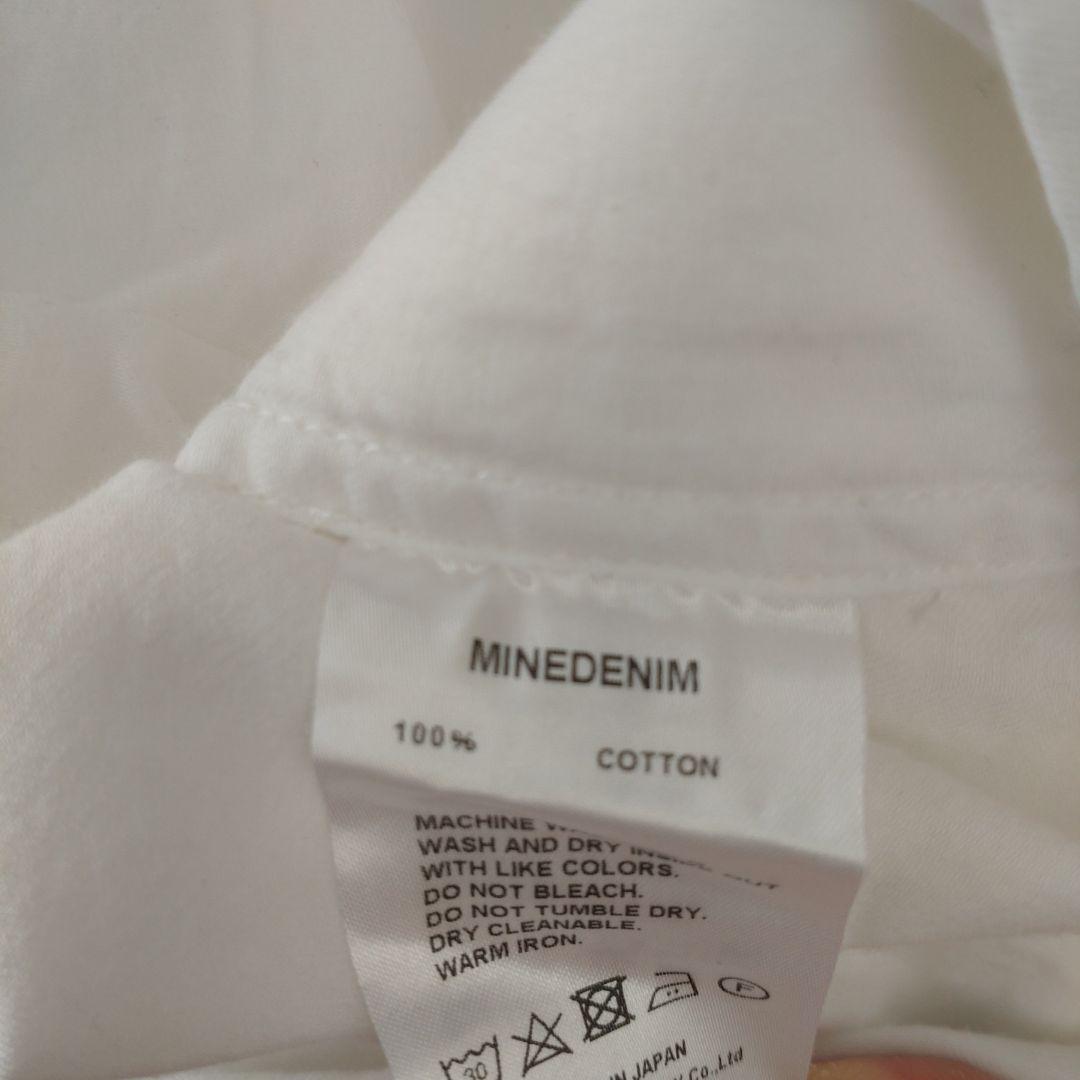 MINEDENIM
100% COTTON
MACHINE
WASH AND DRY OUT
WITH LIKE COLORS.
DO NOT BLEACH.
DO NOT TUMBLE DRY.
DRY CLEANABLE.
WARM IRON.
30 F
IN JAPAN
Co.,Ltd